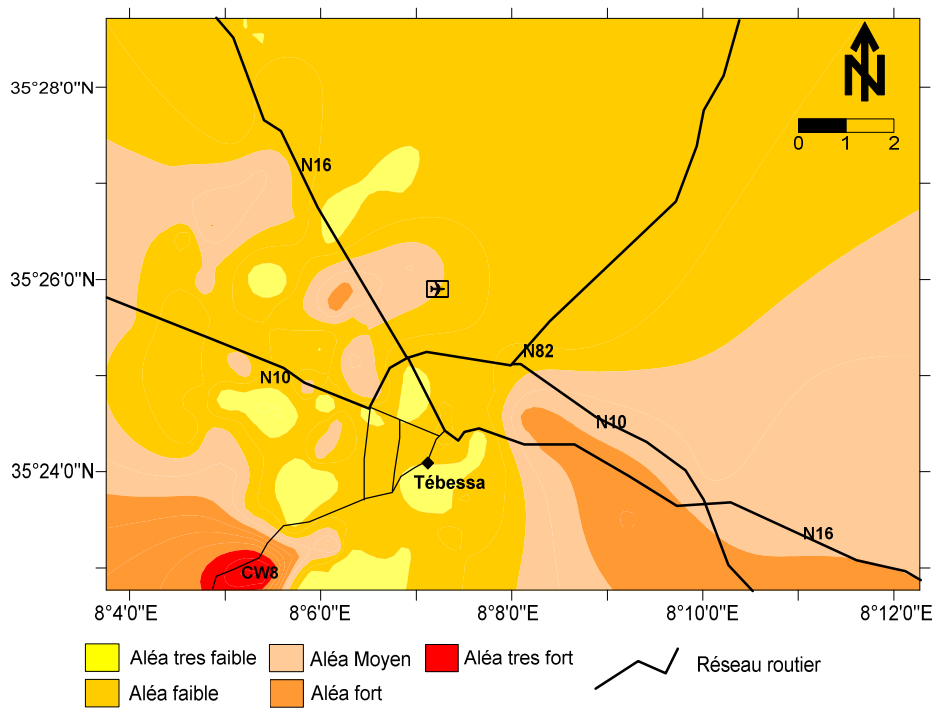 35°28'0"N
N
0 1 2
N16
35°26'0"N
N82
N10
N10
35°24'0"N
Tébessa
N16
CW8
8°4'0"E 8°6'0"E 8°8'0"E 8°10'0"E 8°12'0"E
Aléa tres faible
Aléa Moyen
Aléa tres fort
Réseau routier
Aléa faible
Aléa fort